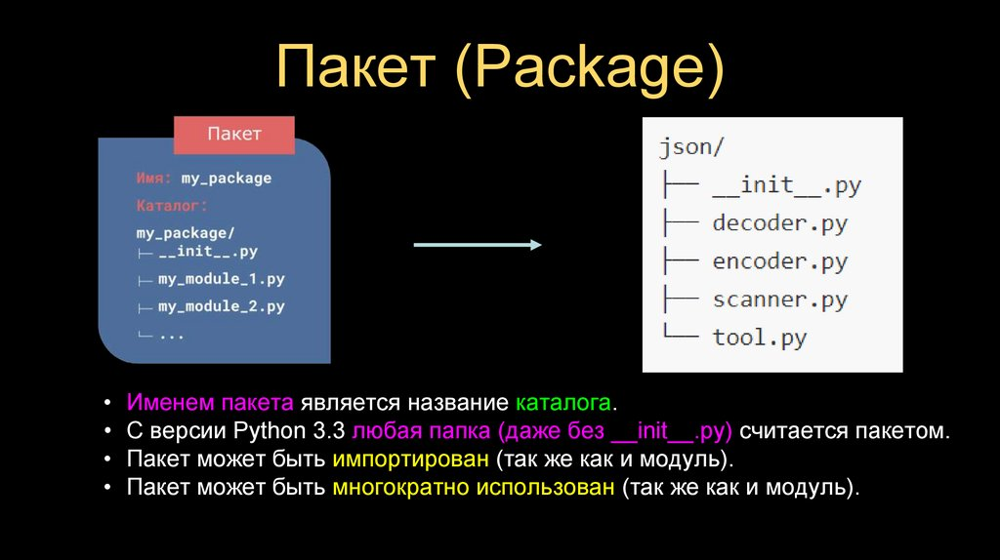 Пакет (Package)
Пакет
Имя: my_package
Каталог:
my_package/
├─ __init__.py
├─ my_module_1.py
├─ my_module_2.py
└─ ...
json/
├── __init__.py
├── decoder.py
├── encoder.py
├── scanner.py
└── tool.py
• Именем пакета является название каталога.
• С версии Python 3.3 любая папка (даже без __init__.py) считается пакетом.
• Пакет может быть импортирован (так же как и модуль).
• Пакет может быть многократно использован (так же как и модуль).